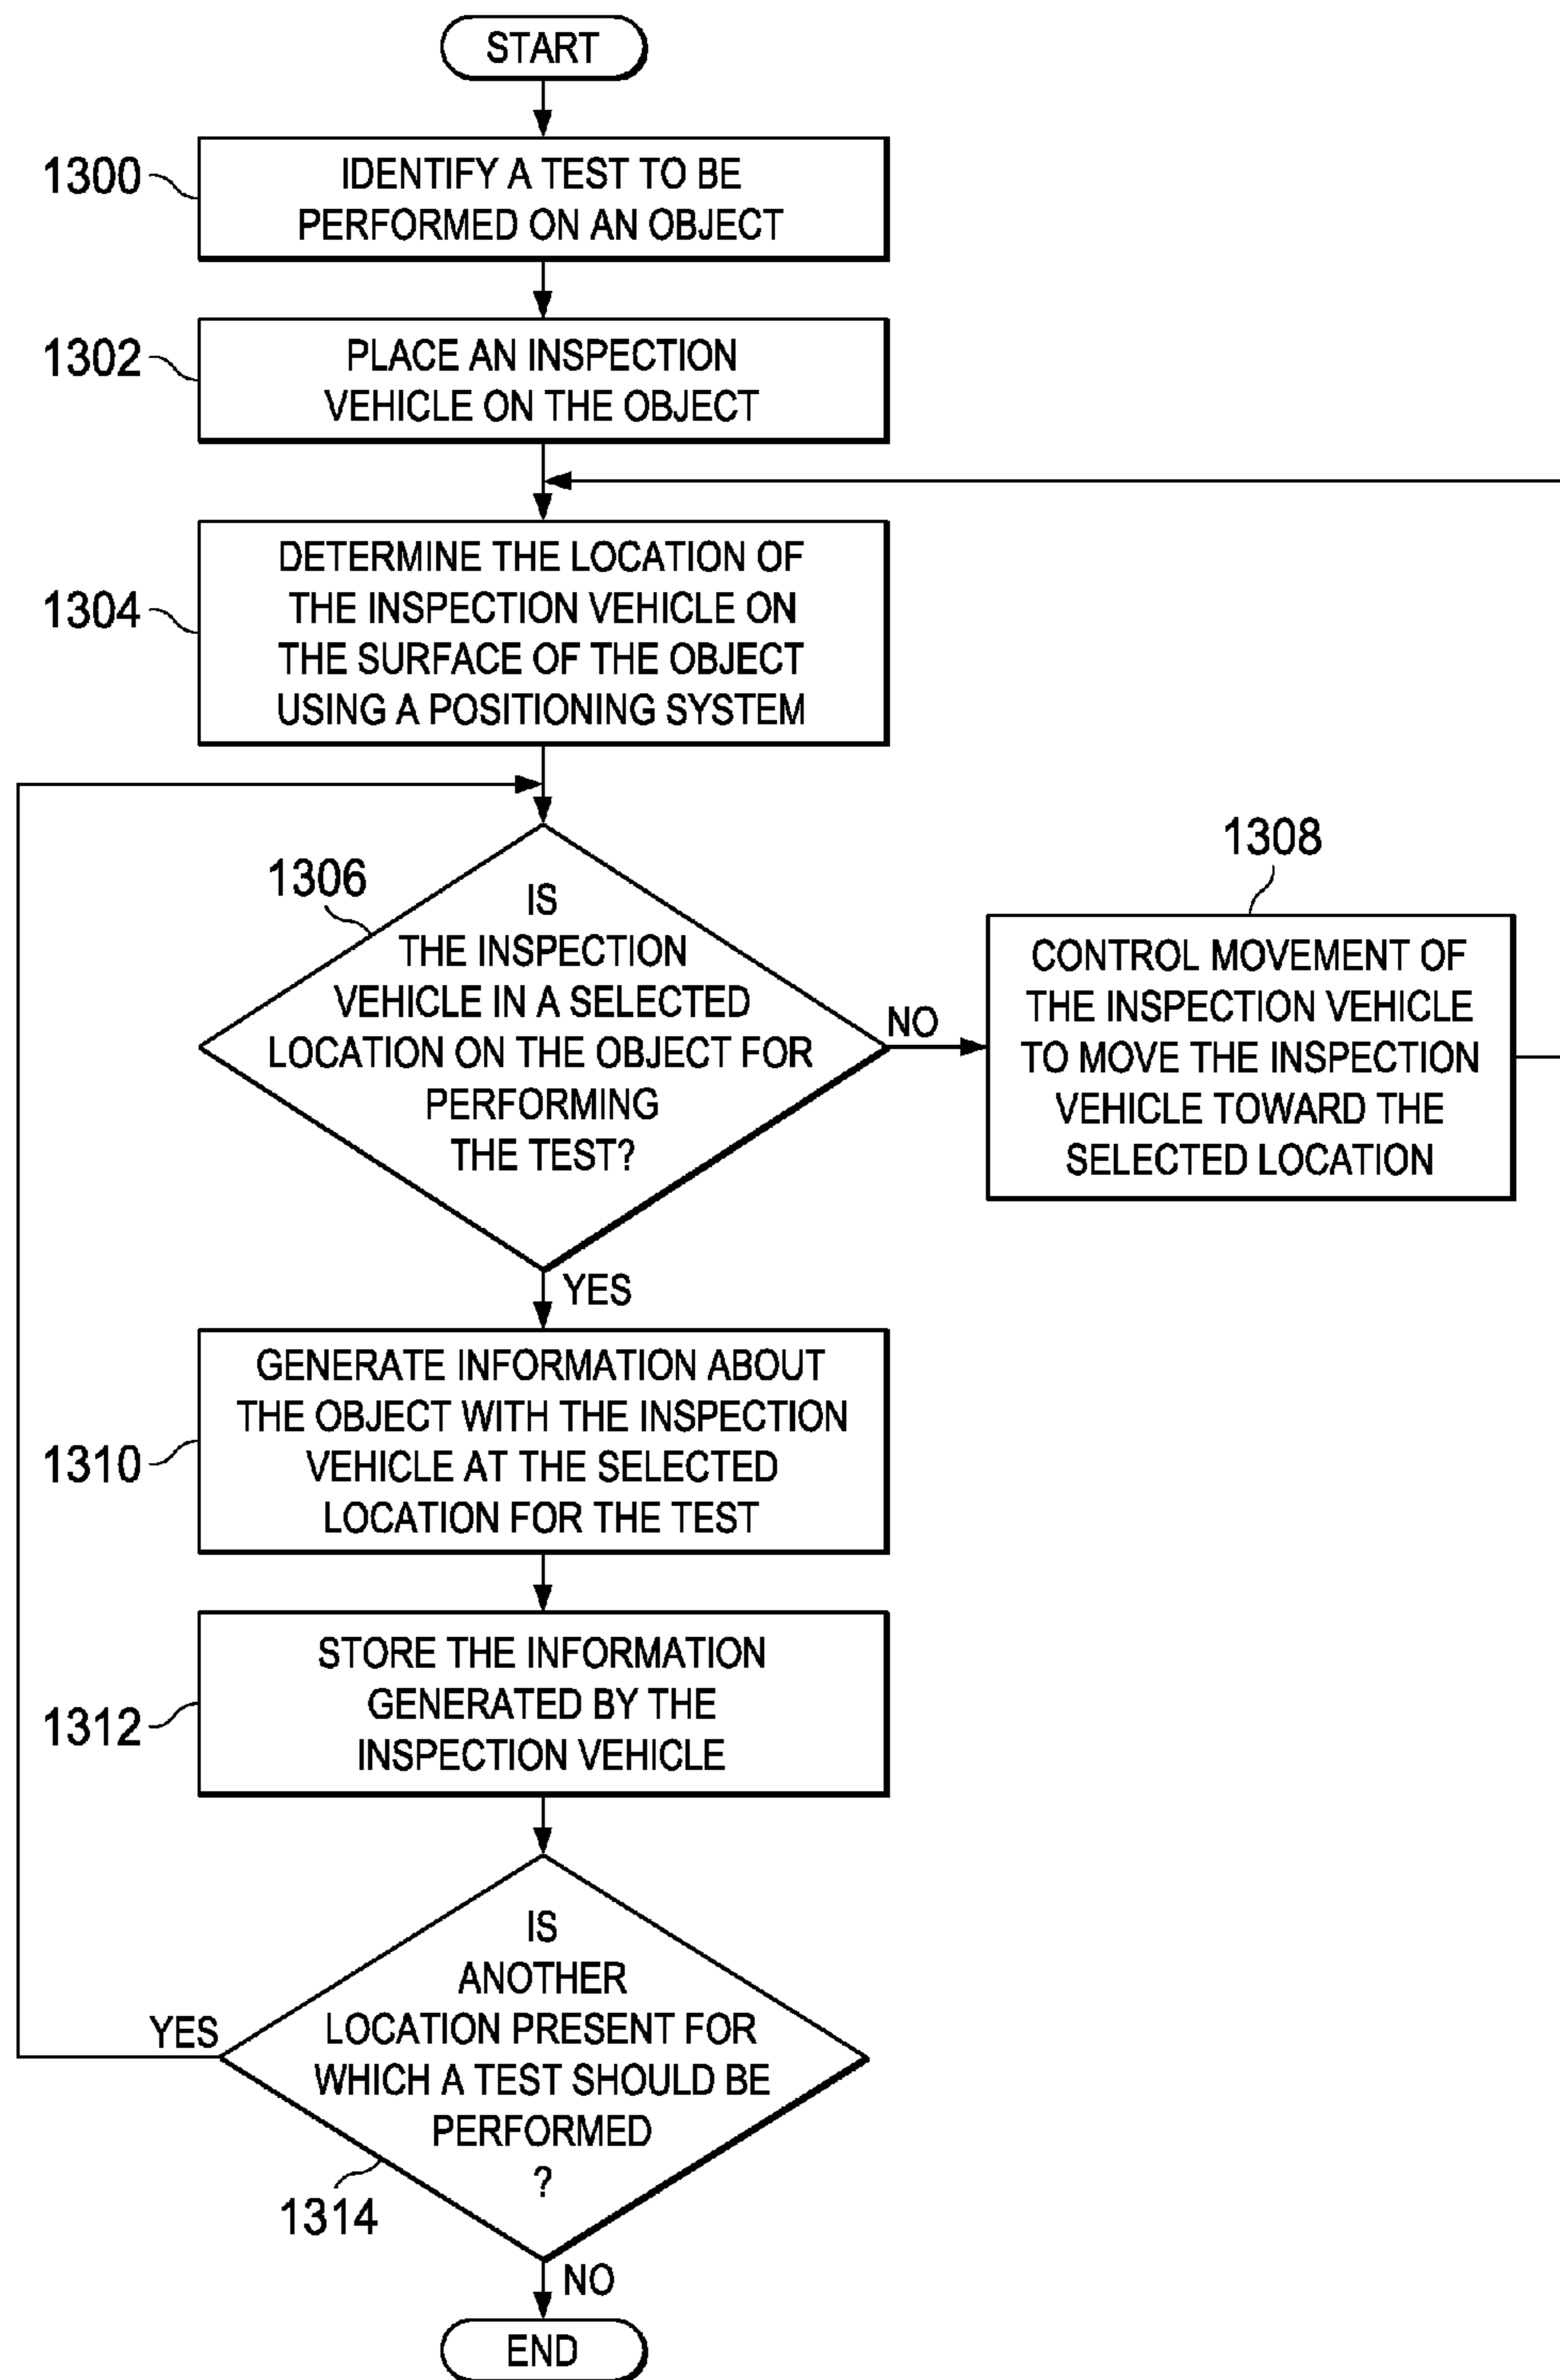 START
1300
IDENTIFY A TEST TO BE
PERFORMED ON AN OBJECT
1302
PLACE AN INSPECTION
VEHICLE ON THE OBJECT
1304
DETERMINE THE LOCATION OF
THE INSPECTION VEHICLE ON
THE SURFACE OF THE OBJECT
USING A POSITIONING SYSTEM
1306
IS
THE INSPECTION
VEHICLE IN A SELECTED
LOCATION ON THE OBJECT FOR
PERFORMING
THE TEST?
NO
1308
CONTROL MOVEMENT OF
THE INSPECTION VEHICLE
TO MOVE THE INSPECTION
VEHICLE TOWARD THE
SELECTED LOCATION
YES
1310
GENERATE INFORMATION ABOUT
THE OBJECT WITH THE INSPECTION
VEHICLE AT THE SELECTED
LOCATION FOR THE TEST
1312
STORE THE INFORMATION
GENERATED BY THE
INSPECTION VEHICLE
1314
IS
ANOTHER
LOCATION PRESENT FOR
WHICH A TEST SHOULD BE
PERFORMED
?
YES
NO
END